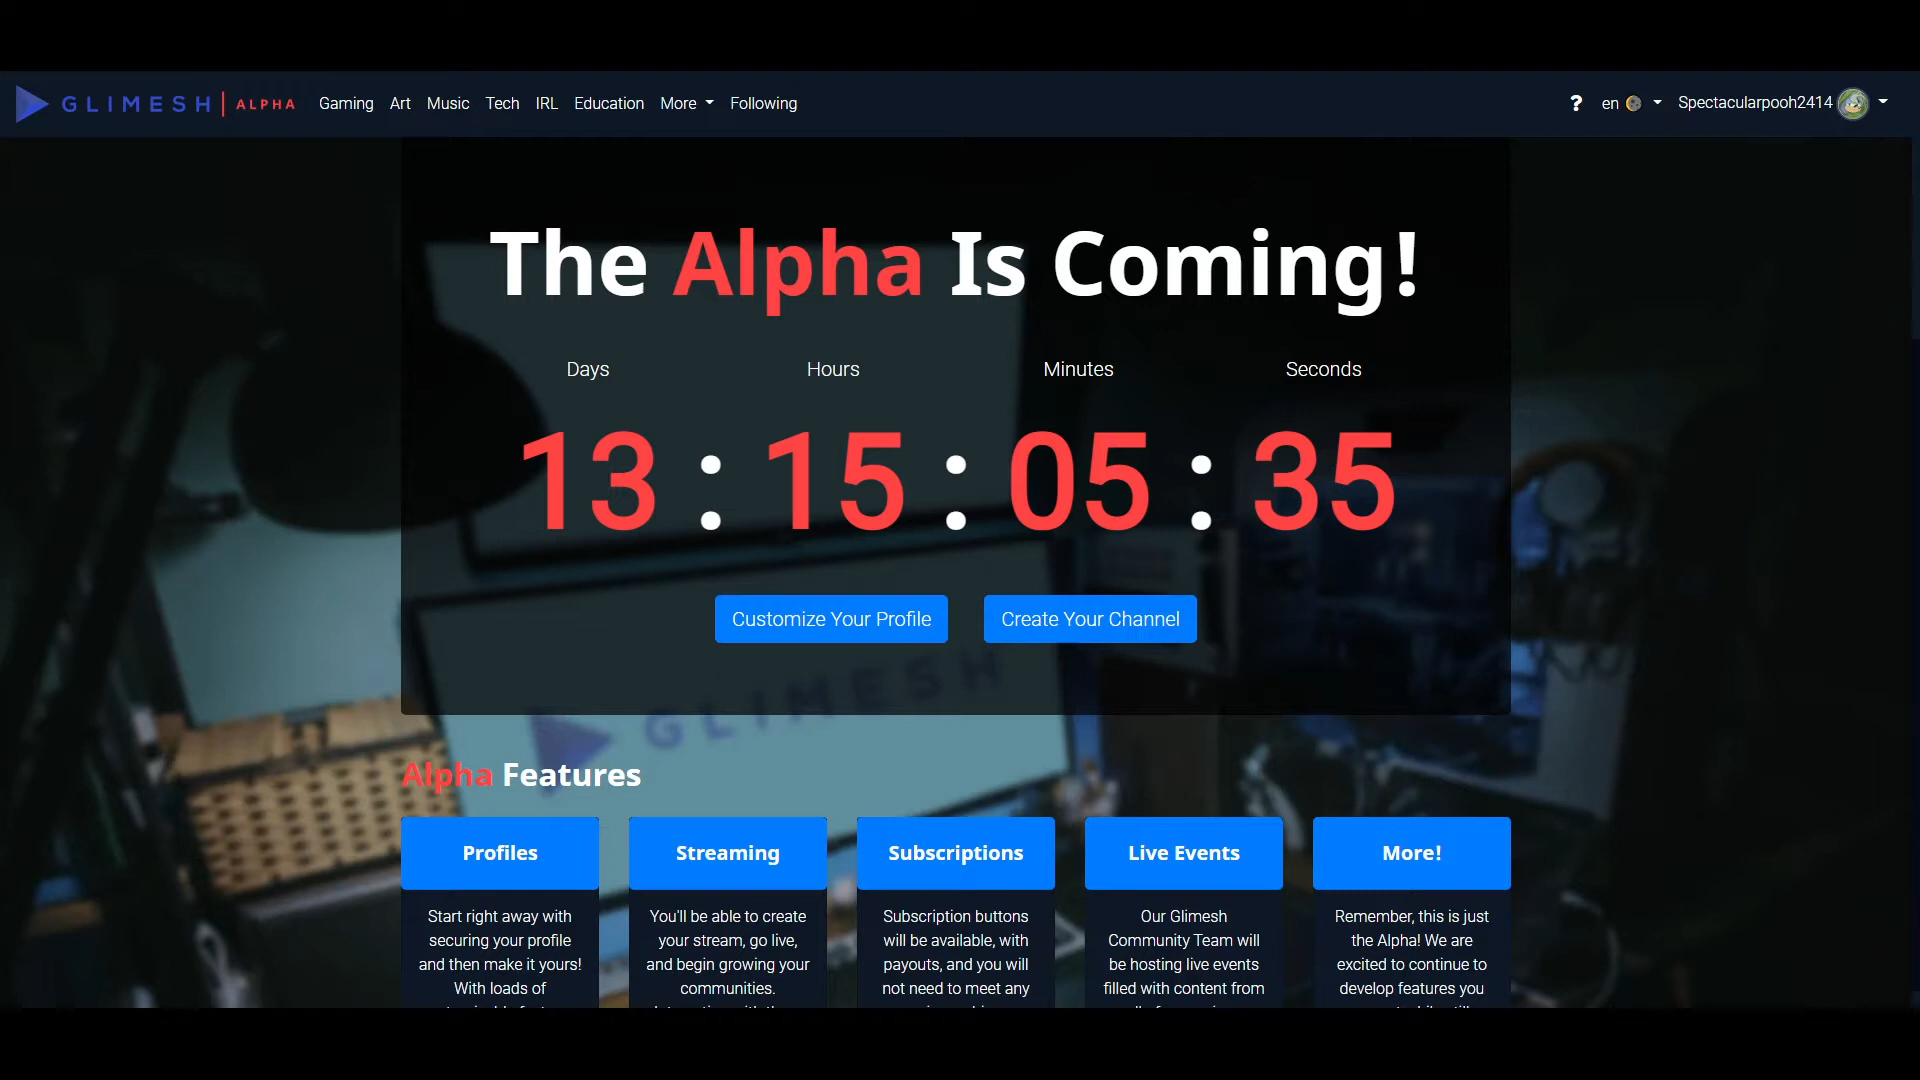 GLIMESH | ALPHA Gaming Art Music Tech IRL Education More Following ? en Spectacularpooh2414
The Alpha Is Coming!
Days Hours Minutes Seconds
13 : 15 : 05 : 35
Customize Your Profile Create Your Channel
GLIMESH
Alpha Features
Profiles
Start right away with
securing your profile
and then make it yours!
With loads of
Streaming
You'll be able to create
your stream, go live,
and begin growing your
communities.
Subscriptions
Subscription buttons
will be available, with
payouts, and you will
not need to meet any
Live Events
Our Glimesh
Community Team will
be hosting live events
filled with content from
More!
Remember, this is just
the Alpha! We are
excited to continue to
develop features you